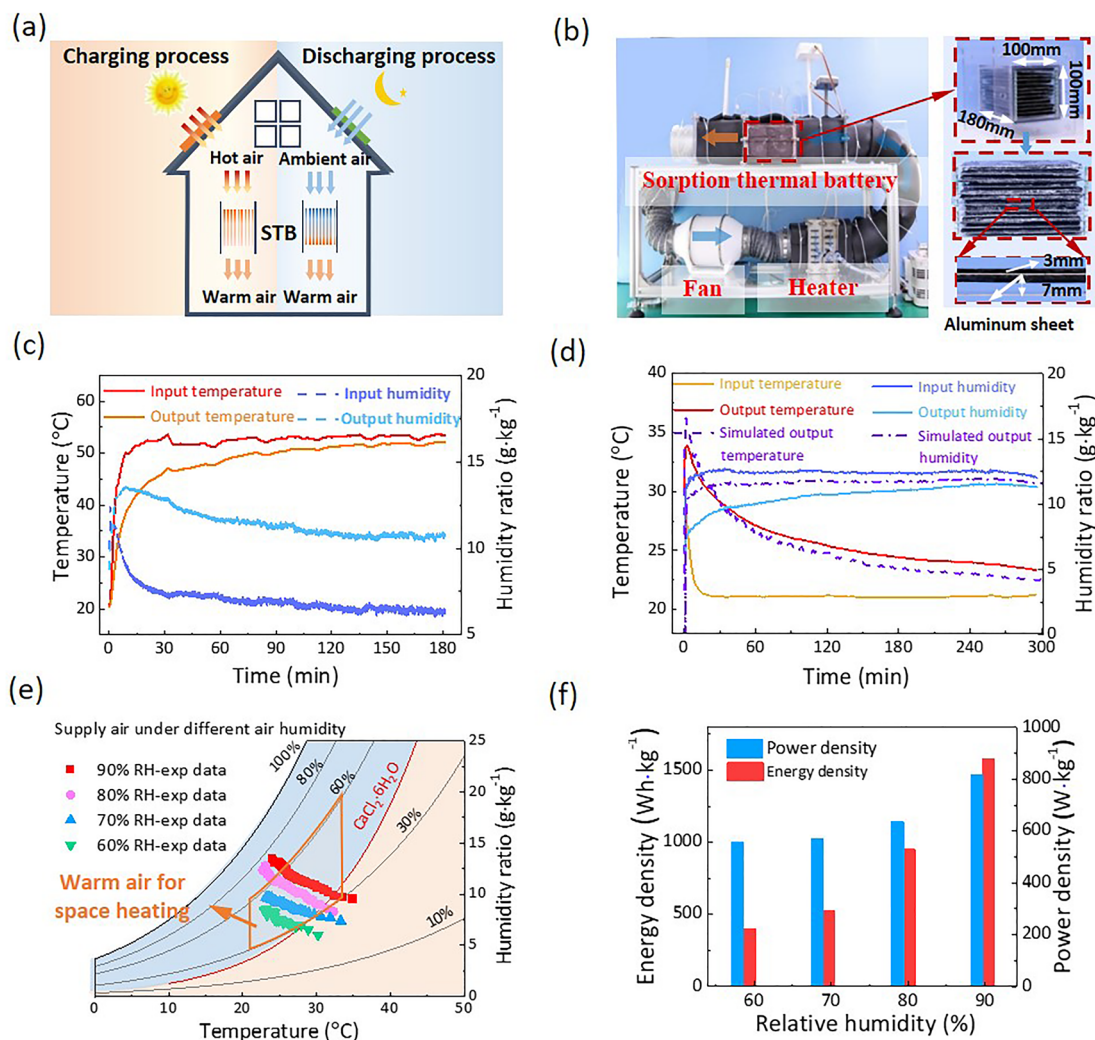 (a)
Charging process
Discharging process
Hot air
Ambient air
STB
Warm air
Warm air
(b)
Sorption thermal battery
Fan
Heater
100mm
100mm
180mm
3mm
7mm
Aluminum sheet
(c)
Input temperature
Output temperature
Input humidity
Output humidity
Temperature (°C)
60
50
40
30
20
Humidity ratio (g·kg⁻¹)
20
15
10
5
0 30 60 90 120 150 180
Time (min)
(d)
Input temperature
Output temperature
Simulated output
temperature
Input humidity
Output humidity
Simulated output
humidity
Temperature (°C)
40
35
30
25
20
Humidity ratio (g·kg⁻¹)
20
15
10
5
0
0 60 120 180 240 300
Time (min)
(e)
Supply air under different air humidity
90% RH-exp data
80% RH-exp data
70% RH-exp data
60% RH-exp data
Warm air for
space heating
100%
80%
60%
CaCl₂·6H₂O
30%
10%
Humidity ratio (g·kg⁻¹)
25
20
15
10
5
0
0 10 20 30 40 50
Temperature (°C)
(f)
Power density
Energy density
Energy density (Wh·kg⁻¹)
1500
1000
500
0
Power density (W·kg⁻¹)
1000
800
600
400
200
0
60 70 80 90
Relative humidity (%)